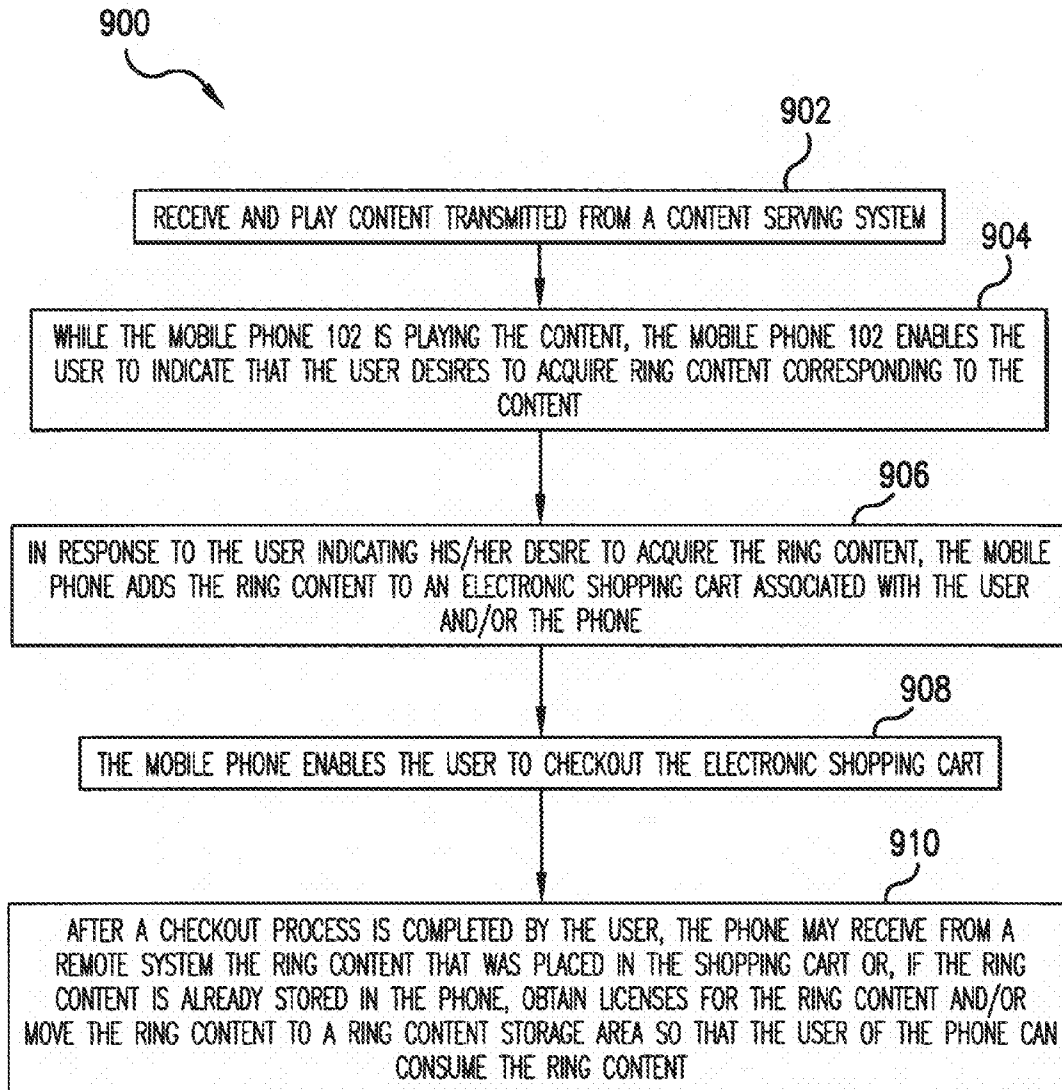 900
902
RECEIVE AND PLAY CONTENT TRANSMITTED FROM A CONTENT SERVING SYSTEM
904
WHILE THE MOBILE PHONE 102 IS PLAYING THE CONTENT, THE MOBILE PHONE 102 ENABLES THE
USER TO INDICATE THAT THE USER DESIRES TO ACQUIRE RING CONTENT CORRESPONDING TO THE
CONTENT
906
IN RESPONSE TO THE USER INDICATING HIS/HER DESIRE TO ACQUIRE THE RING CONTENT, THE MOBILE
PHONE ADDS THE RING CONTENT TO AN ELECTRONIC SHOPPING CART ASSOCIATED WITH THE USER
AND/OR THE PHONE
908
THE MOBILE PHONE ENABLES THE USER TO CHECKOUT THE ELECTRONIC SHOPPING CART
910
AFTER A CHECKOUT PROCESS IS COMPLETED BY THE USER, THE PHONE MAY RECEIVE FROM A
REMOTE SYSTEM THE RING CONTENT THAT WAS PLACED IN THE SHOPPING CART OR, IF THE RING
CONTENT IS ALREADY STORED IN THE PHONE, OBTAIN LICENSES FOR THE RING CONTENT AND/OR
MOVE THE RING CONTENT TO A RING CONTENT STORAGE AREA SO THAT THE USER OF THE PHONE CAN
CONSUME THE RING CONTENT